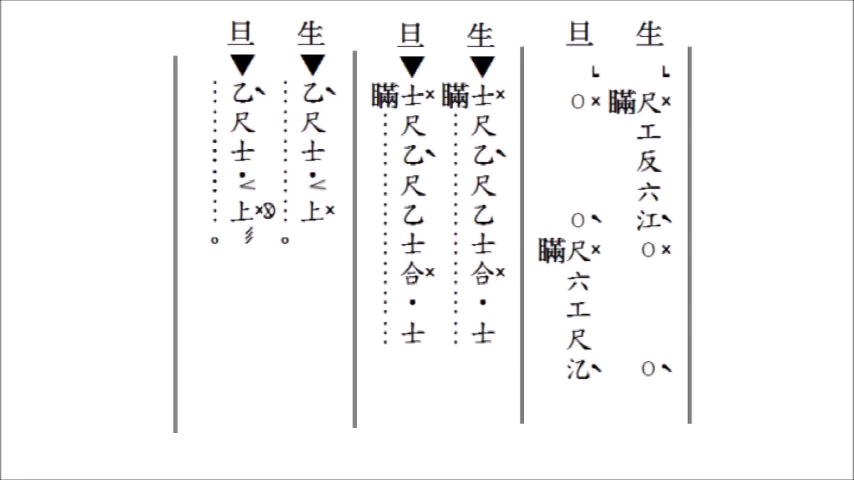 生 ┗ 瞞尺× 工 反 六 江、 〇× 〇、
旦 ┗ 〇× 〇、 瞞尺× 六 工 尺
生 ▼ 瞞士× 尺 乙、 尺 乙 士 合× · 士
旦 ▼ 瞞士× 尺 乙、 尺 乙 士 合× · 士
生 ▼ 乙、 尺 士 · < 上×
旦 ▼ 乙、 尺 士 · < 上×